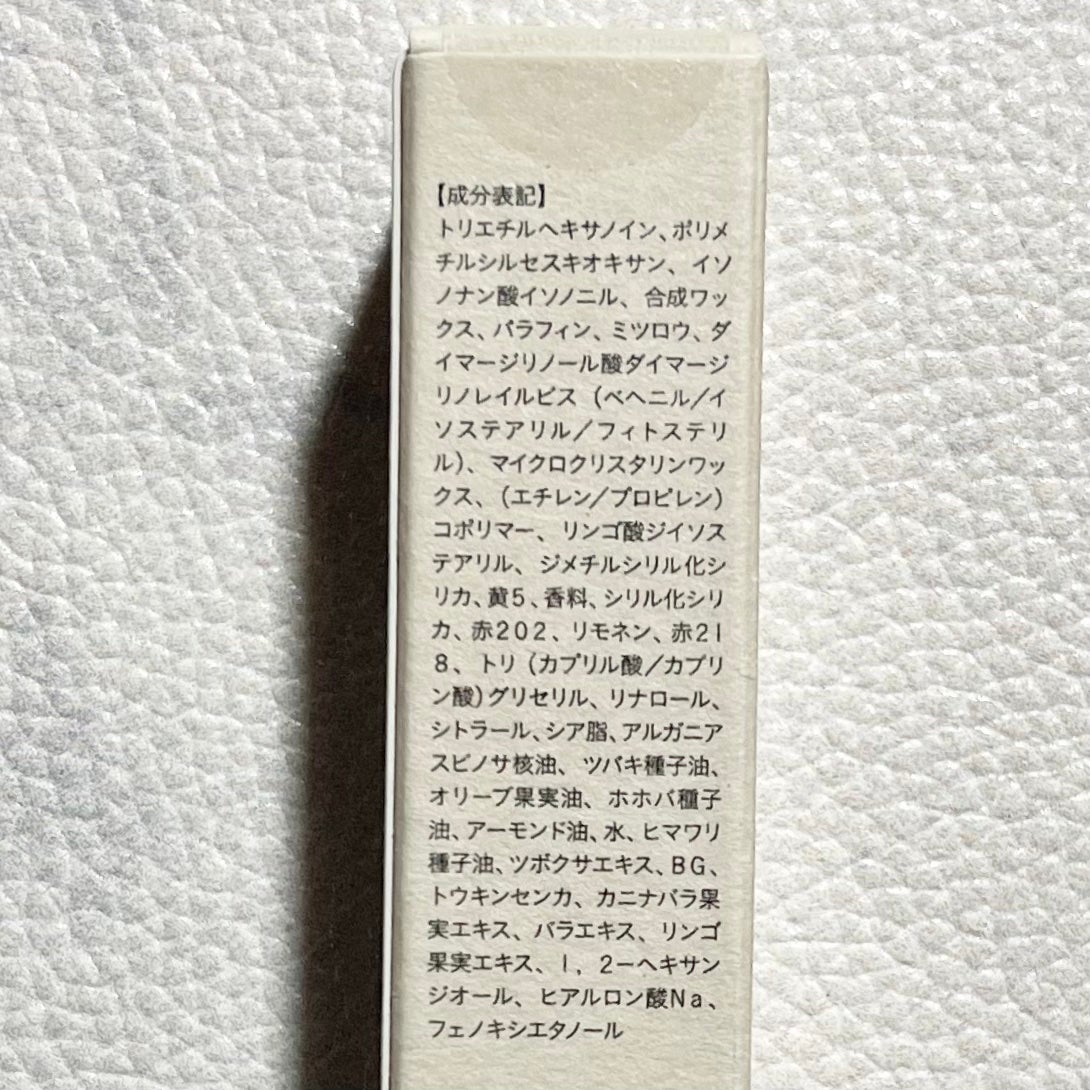 【成分表記】
トリエチルヘキサノイン、ポリメ
チルシルセスキオキサン、イソ
ノナン酸イソノニル、合成ワッ
クス、パラフィン、ミツロウ、ダ
イマージリノール酸ダイマージ
リノレイルビス（ベヘニル／イ
ソステアリル／フィトステリ
ル）、マイクロクリスタリンワッ
クス、（エチレン／プロピレン）
コポリマー、リンゴ酸ジイソス
テアリル、ジメチルシリル化シ
リカ、黄5、香料、シリル化シリ
カ、赤202、リモネン、赤21
8、トリ（カプリル酸／カプリ
ン酸）グリセリル、リナロール、
シトラール、シア脂、アルガニア
スピノサ核油、ツバキ種子油、
オリーブ果実油、ホホバ種子
油、アーモンド油、水、ヒマワリ
種子油、ツボクサエキス、BG、
トウキンセンカ、カニナバラ果
実エキス、バラエキス、リンゴ
果実エキス、1，2－ヘキサン
ジオール、ヒアルロン酸Na、
フェノキシエタノール